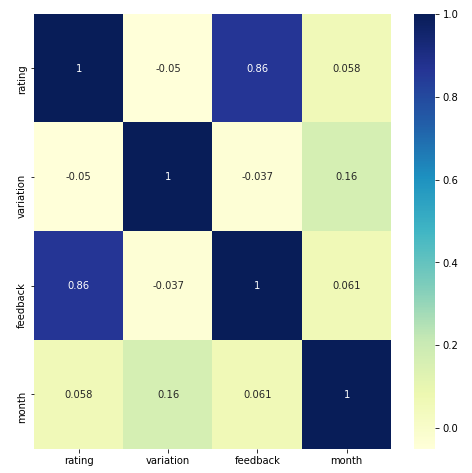 rating 1 -0.05 0.86 0.058
variation -0.05 1 -0.037 0.16
feedback 0.86 -0.037 1 0.061
month 0.058 0.16 0.061 1
rating variation feedback month
1.0
0.8
0.6
0.4
0.2
0.0